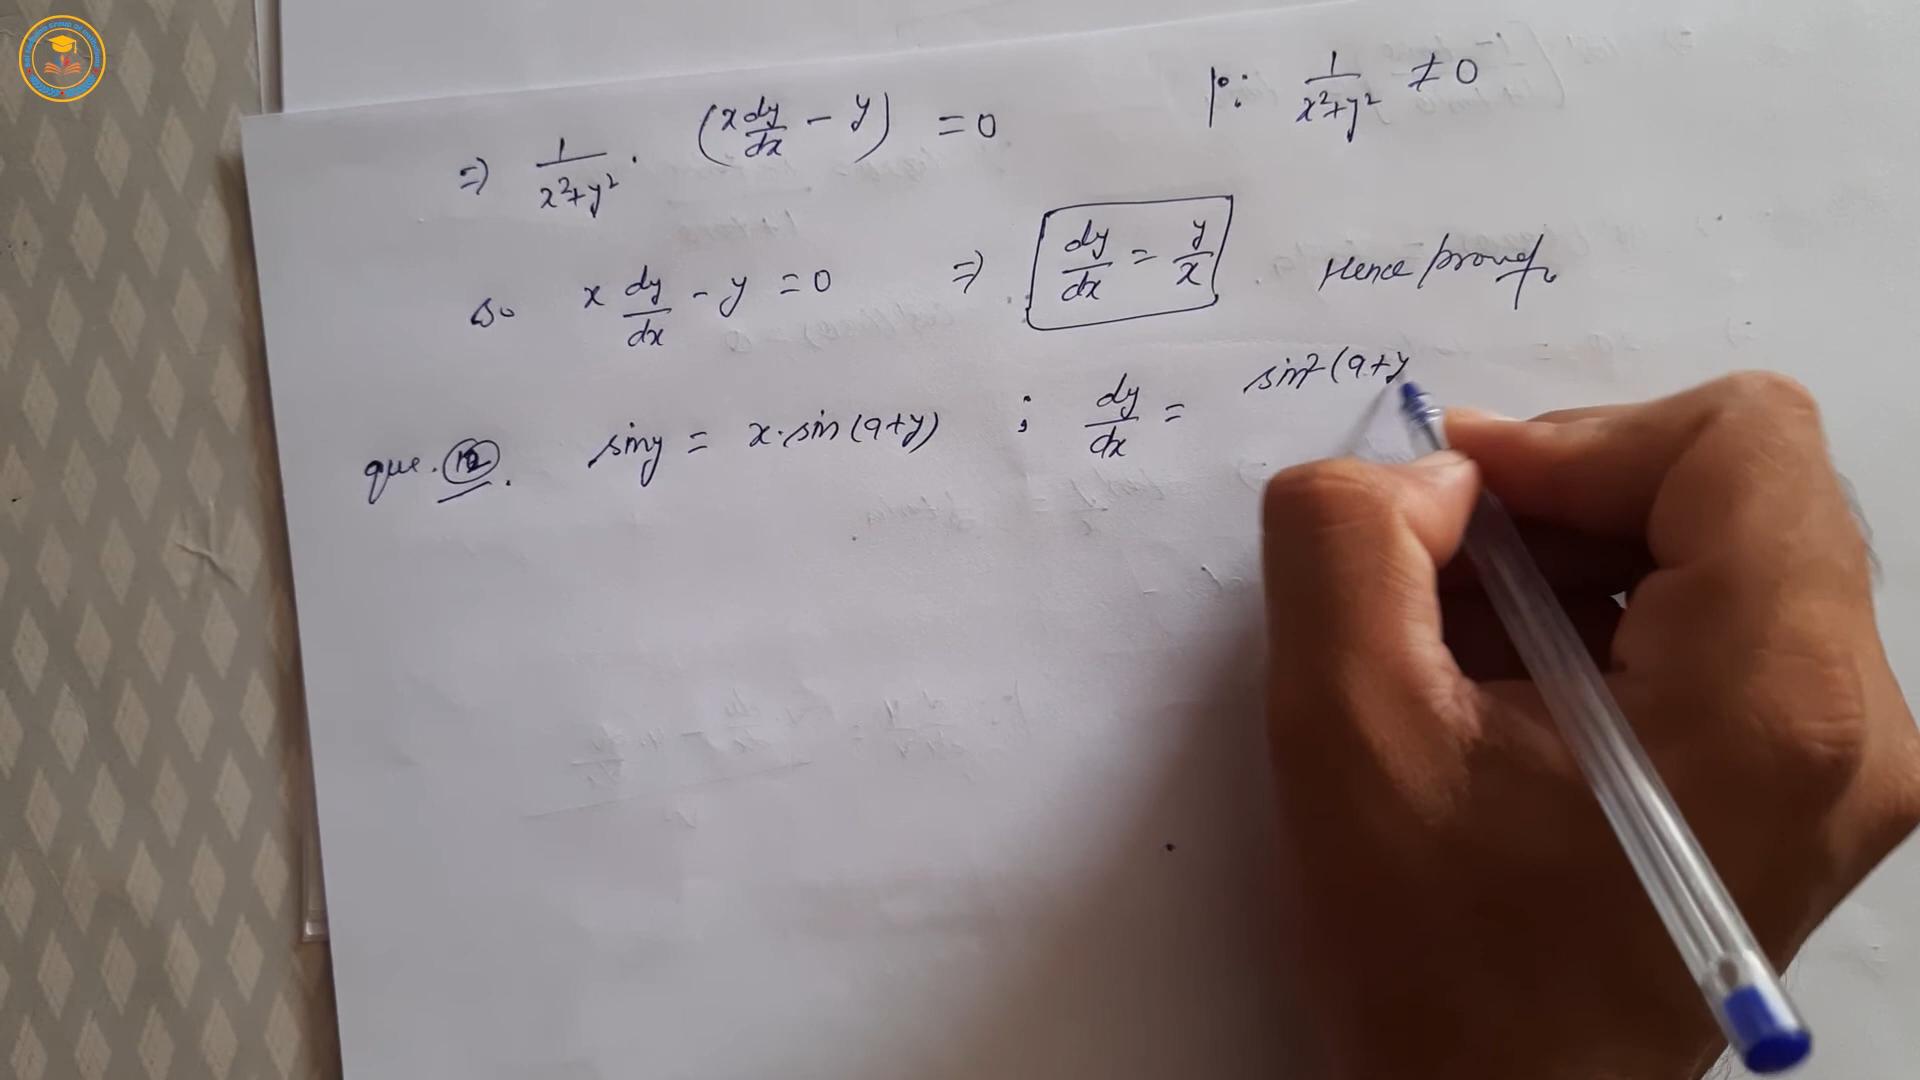 => 1/(x²+y²) · (x dy/dx - y) = 0    ∵ 1/(x²+y²) ≠ 0
so x dy/dx - y = 0 => dy/dx = y/x. Hence proved
que. 12. siny = x·sin(a+y) ; dy/dx = sin²(a+y